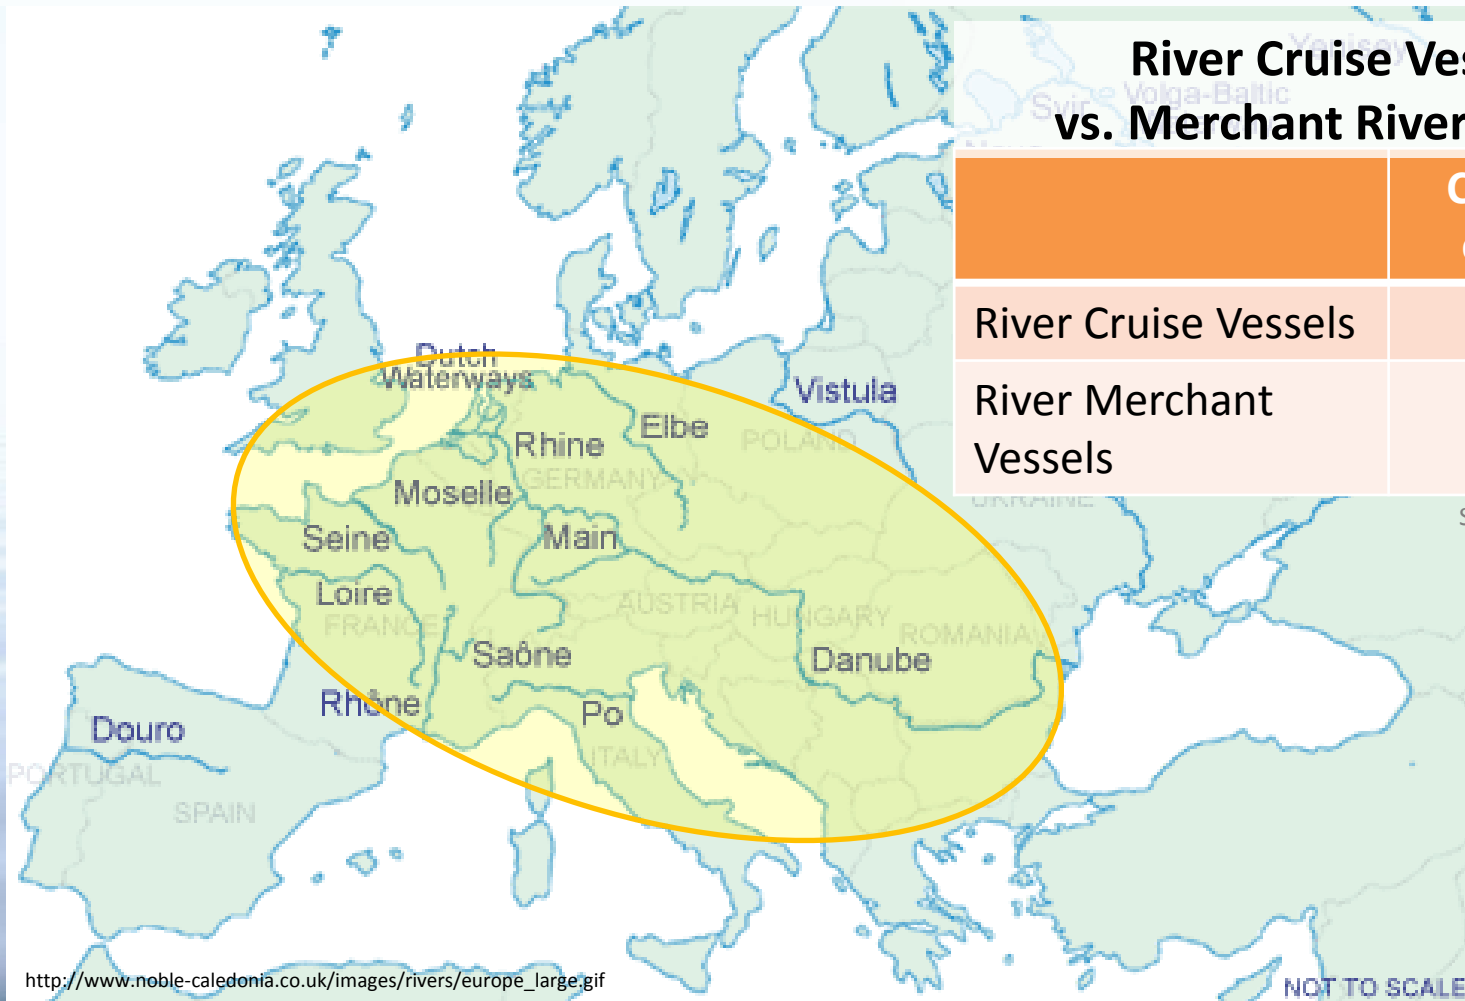 Yenisey
River Cruise Ves
Svir Volga-Baltic
vs. Merchant River
River Cruise Vessels
River Merchant
Vessels
UKRAINE
Dutch
Waterways
Vistula
Elbe
POLAND
Rhine
GERMANY
Moselle
Seine
Main
Loire
FRANCE
AUSTRIA
HUNGARY
ROMANIA
Saône
Danube
Rhône
Po
Douro
ITALY
PORTUGAL
SPAIN
http://www.noble-caledonia.co.uk/images/rivers/europe_large.gif
NOT TO SCALE